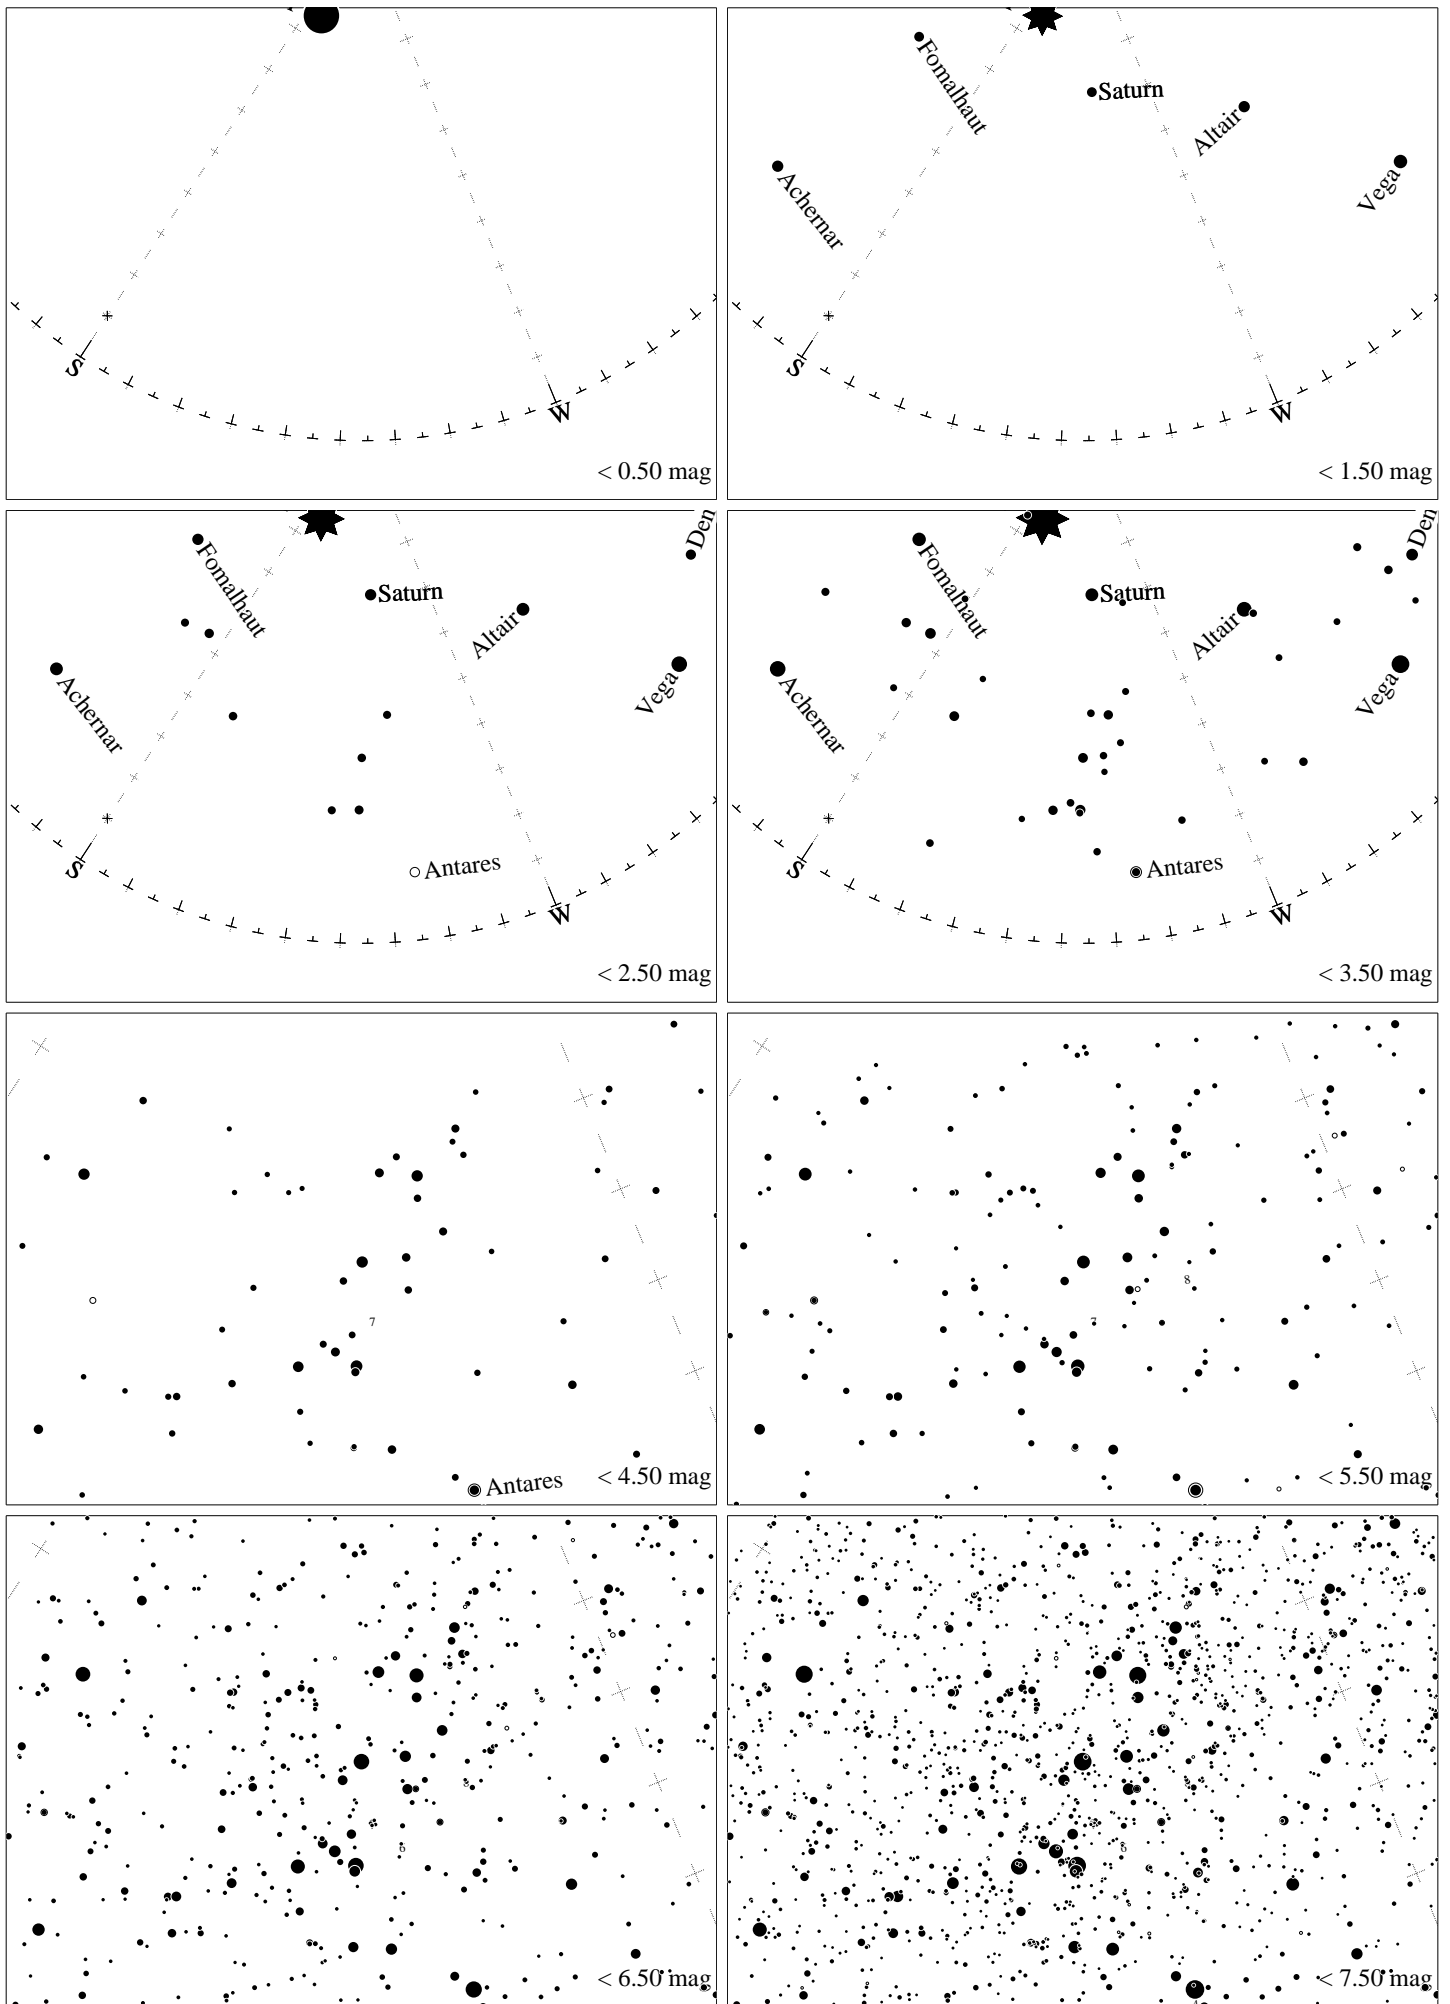 S
W
< 0.50 mag
Fomalhaut
Saturn
Altair
Achernar
Vega
S
W
< 1.50 mag
Den
Fomalhaut
Saturn
Altair
Achernar
Vega
Antares
S
W
< 2.50 mag
Den
Fomalhaut
Saturn
Altair
Achernar
Vega
Antares
S
W
< 3.50 mag
7
Antares
< 4.50 mag
8
7
< 5.50 mag
6
< 6.50 mag
6
< 7.50 mag